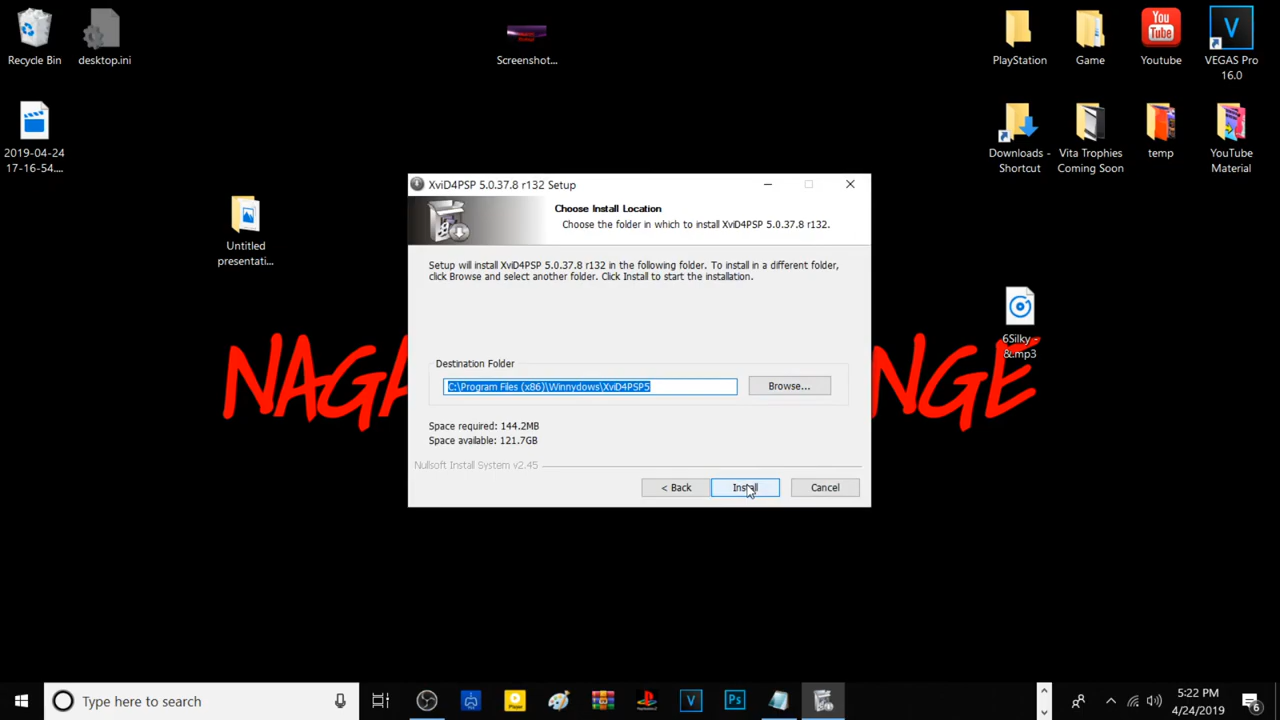 Recycle Bin
desktop.ini
Screenshot...
PlayStation
Game
You
Tube
Youtube
VEGAS Pro
16.0
2019-04-24
17-16-54....
Downloads -
Shortcut
Vita Trophies
Coming Soon
temp
YouTube
Material
Untitled
presentati...
6Silky -
&.mp3
XviD4PSP 5.0.37.8 r132 Setup
Choose Install Location
Choose the folder in which to install XviD4PSP 5.0.37.8 r132.
Setup will install XviD4PSP 5.0.37.8 r132 in the following folder. To install in a different folder,
click Browse and select another folder. Click Install to start the installation.
Destination Folder
C:\Program Files (x86)\Winnydows\XviD4PSP5
Browse...
Space required: 144.2MB
Space available: 121.7GB
Nullsoft Install System v2.45
< Back
Install
Cancel
Type here to search
Player
V
Ps
5:22 PM
4/24/2019
6